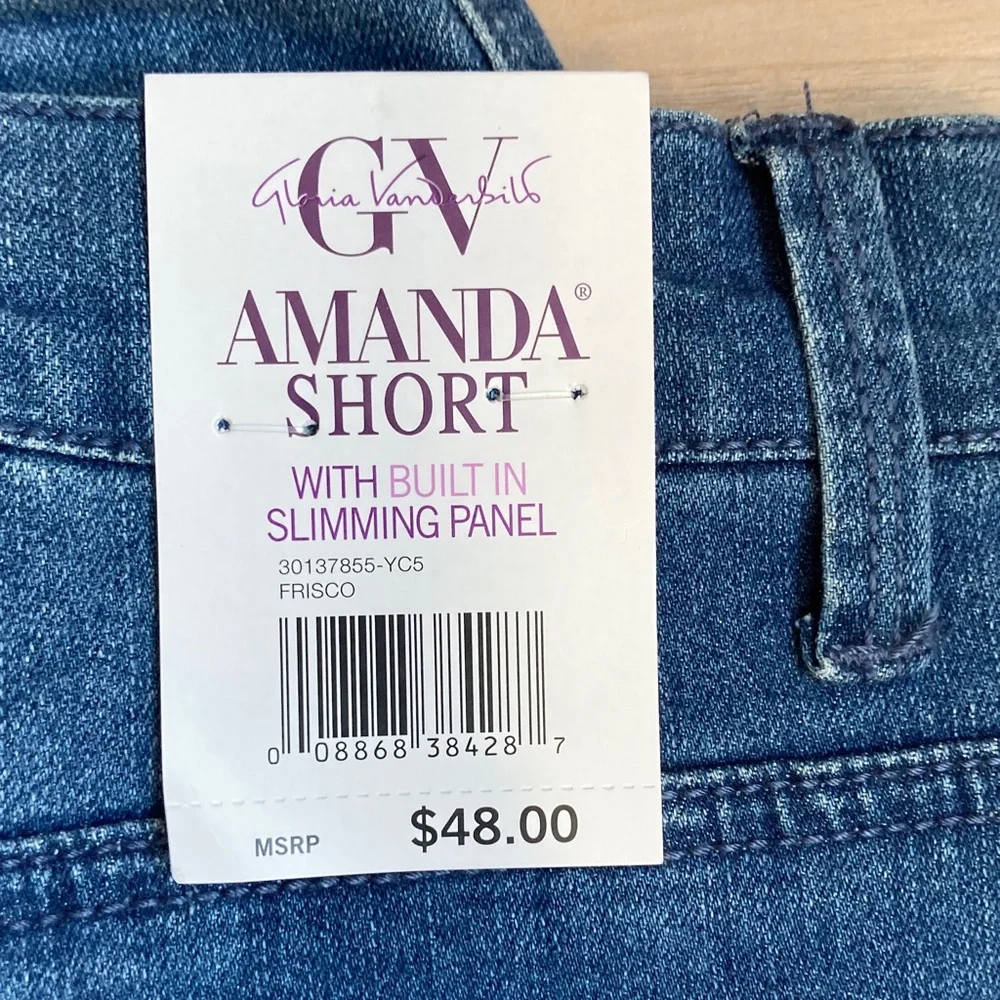 GV
Gloria Vanderbilt
AMANDA®
SHORT
WITH BUILT IN
SLIMMING PANEL
30137855-YC5
FRISCO
0 08868 38428 7
MSRP $48.00